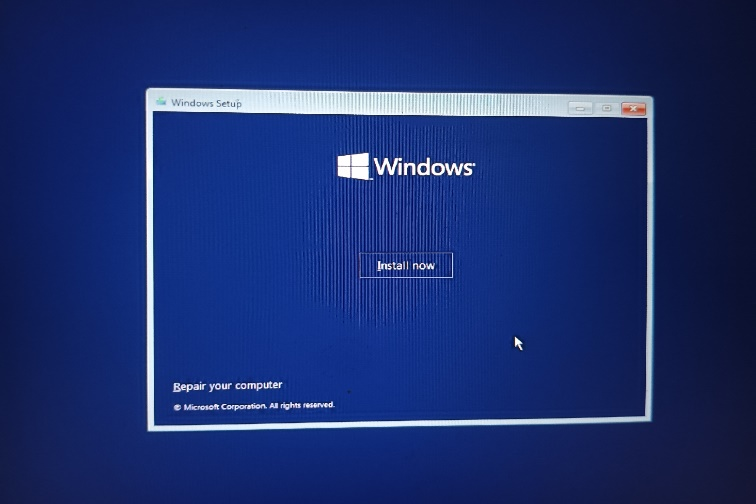 Windows Setup
Windows
Install now
Repair your computer
© Microsoft Corporation. All rights reserved.